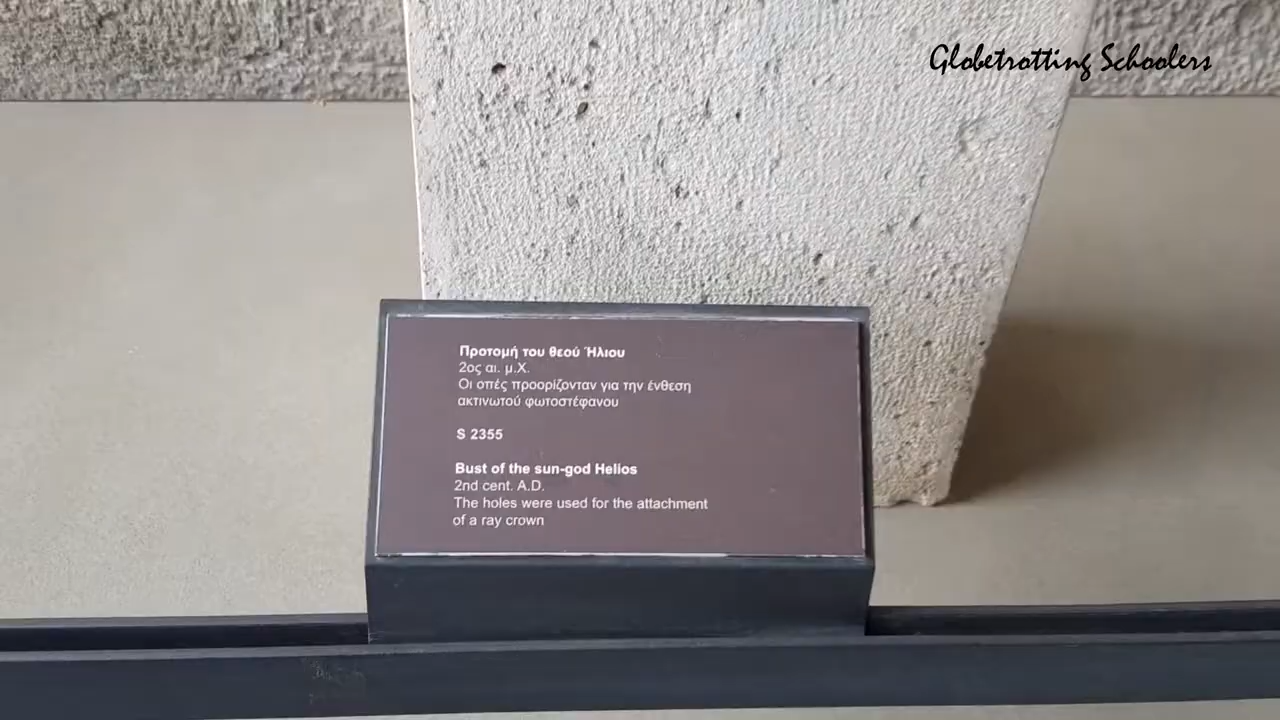 Globetrotting Schoolers
Προτομή του θεού Ήλιου
2ος αι. μ.Χ.
Οι οπές προορίζονταν για την ένθεση
ακτινωτού φωτοστέφανου
S 2355
Bust of the sun-god Helios
2nd cent. A.D.
The holes were used for the attachment
of a ray crown